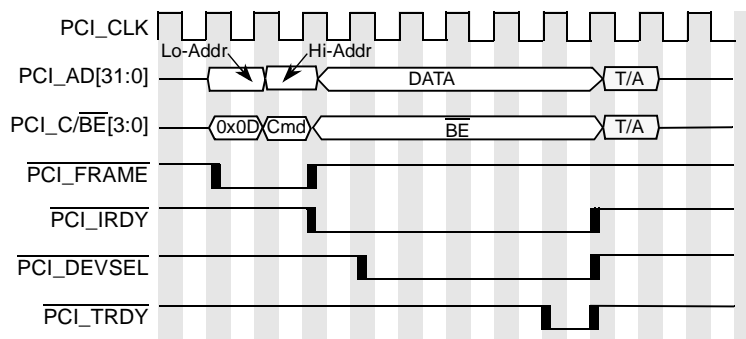 PCI_CLK
Lo-Addr Hi-Addr
PCI_AD[31:0] DATA T/A
PCI_C/BE[3:0] 0x0D Cmd BE T/A
PCI_FRAME
PCI_IRDY
PCI_DEVSEL
PCI_TRDY